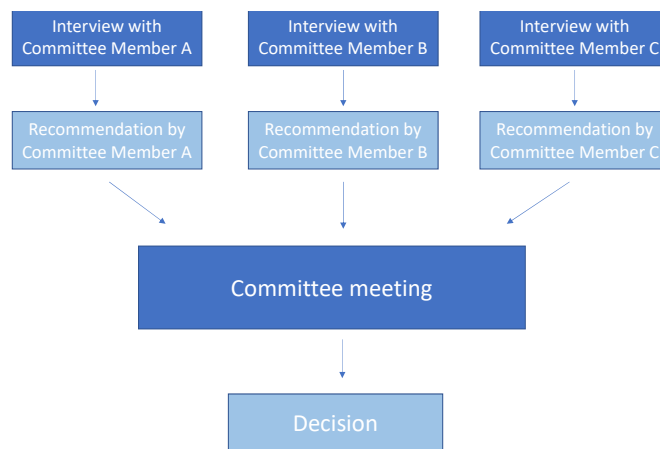 Interview with
Committee Member A
Interview with
Committee Member B
Interview with
Committee Member C
Recommendation by
Committee Member A
Recommendation by
Committee Member B
Recommendation by
Committee Member C
Committee meeting
Decision